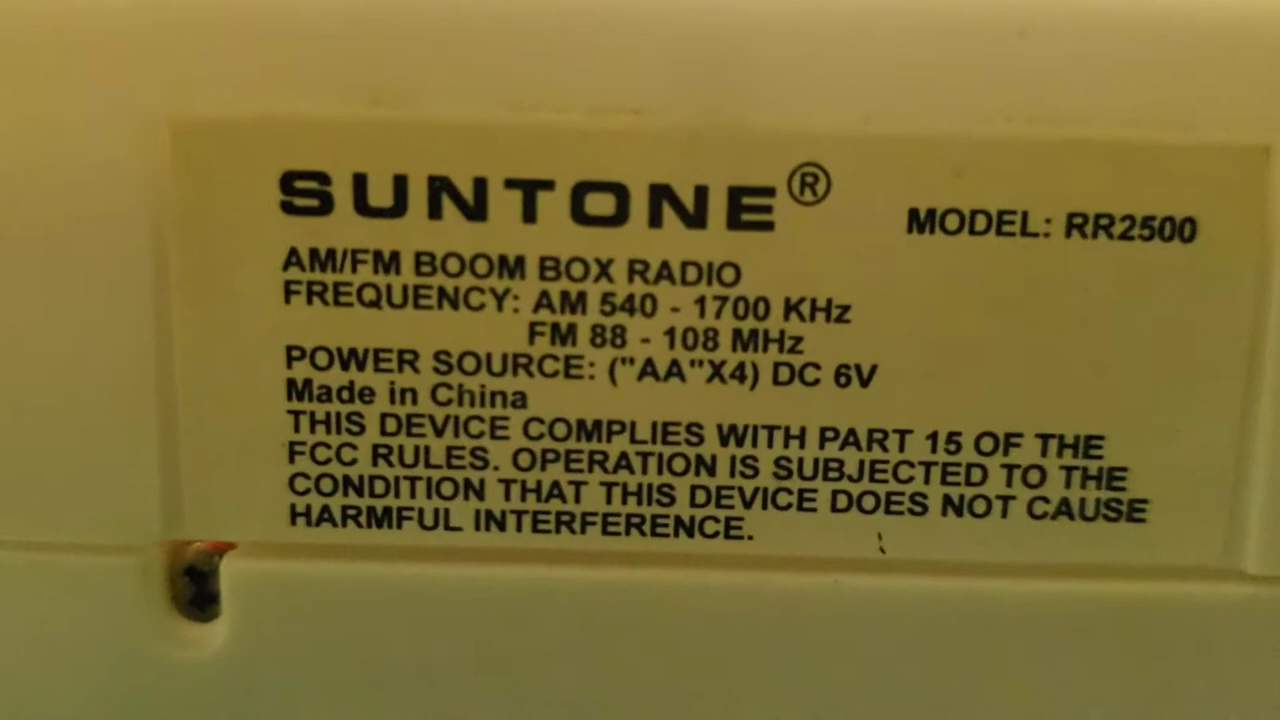 SUNTONE® MODEL: RR2500
AM/FM BOOM BOX RADIO
FREQUENCY: AM 540 - 1700 KHz
FM 88 - 108 MHz
POWER SOURCE: ("AA"X4) DC 6V
Made in China
THIS DEVICE COMPLIES WITH PART 15 OF THE
FCC RULES. OPERATION IS SUBJECTED TO THE
CONDITION THAT THIS DEVICE DOES NOT CAUSE
HARMFUL INTERFERENCE.